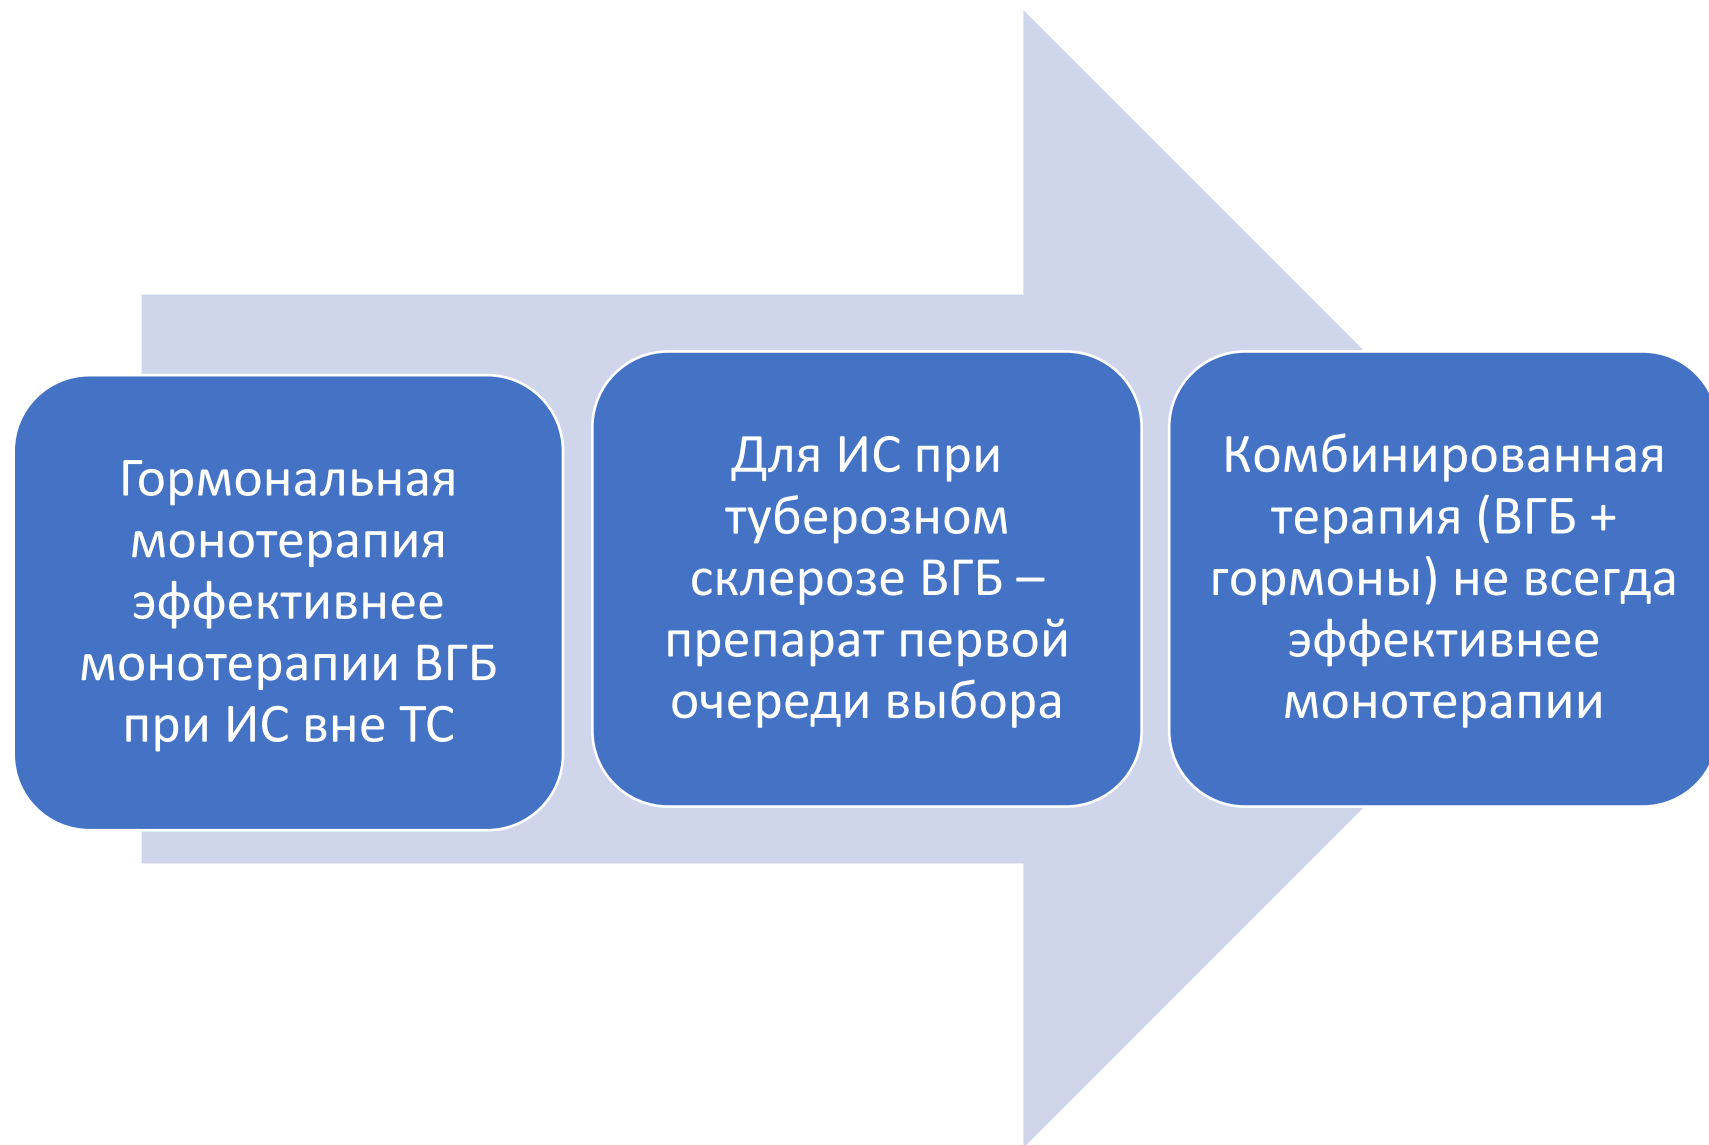 Гормональная
монотерапия
эффективнее
монотерапии ВГБ
при ИС вне ТС
Для ИС при
туберозном
склерозе ВГБ –
препарат первой
очереди выбора
Комбинированная
терапия (ВГБ +
гормоны) не всегда
эффективнее
монотерапии